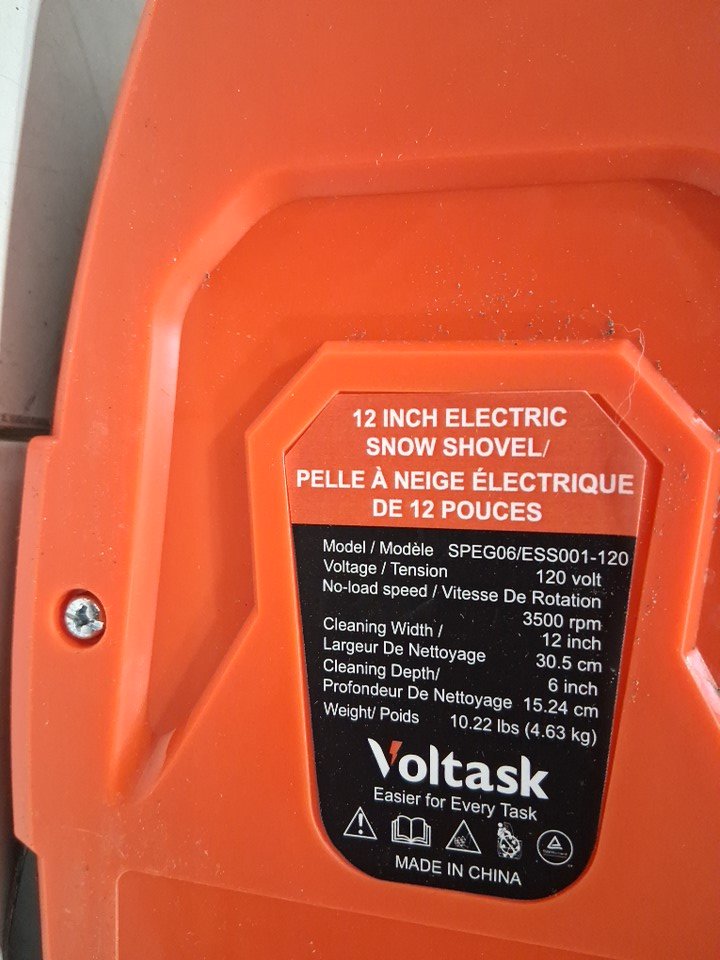 12 INCH ELECTRIC
SNOW SHOVEL/
PELLE À NEIGE ÉLECTRIQUE
DE 12 POUCES
Model / Modèle SPEG06/ESS001-120
Voltage / Tension 120 volt
No-load speed / Vitesse De Rotation
3500 rpm
Cleaning Width / 12 inch
Largeur De Nettoyage 30.5 cm
Cleaning Depth/ 6 inch
Profondeur De Nettoyage 15.24 cm
Weight/ Poids 10.22 lbs (4.63 kg)
Voltask
Easier for Every Task
MADE IN CHINA